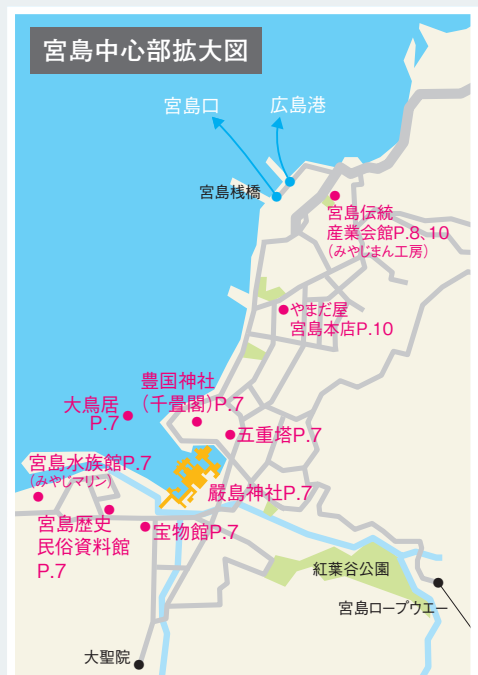 宮島中心部拡大図
宮島口
広島港
宮島桟橋
宮島伝統
産業会館P.8、10
(みやじまん工房)
やまだ屋
宮島本店P.10
豊国神社
(千畳閣)P.7
大鳥居
P.7
五重塔P.7
宮島水族館P.7
(みやじマリン)
嚴島神社P.7
宮島歴史
民俗資料館
P.7
宝物館P.7
紅葉谷公園
宮島ロープウエー
大聖院